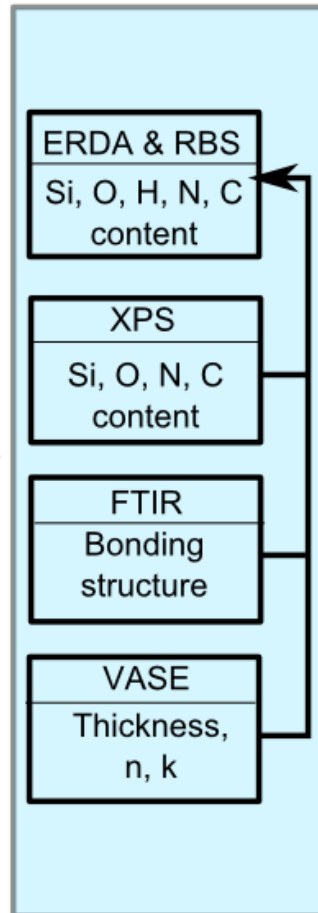 ERDA & RBS
Si, O, H, N, C
content
XPS
Si, O, N, C
content
FTIR
Bonding
structure
VASE
Thickness,
n, k